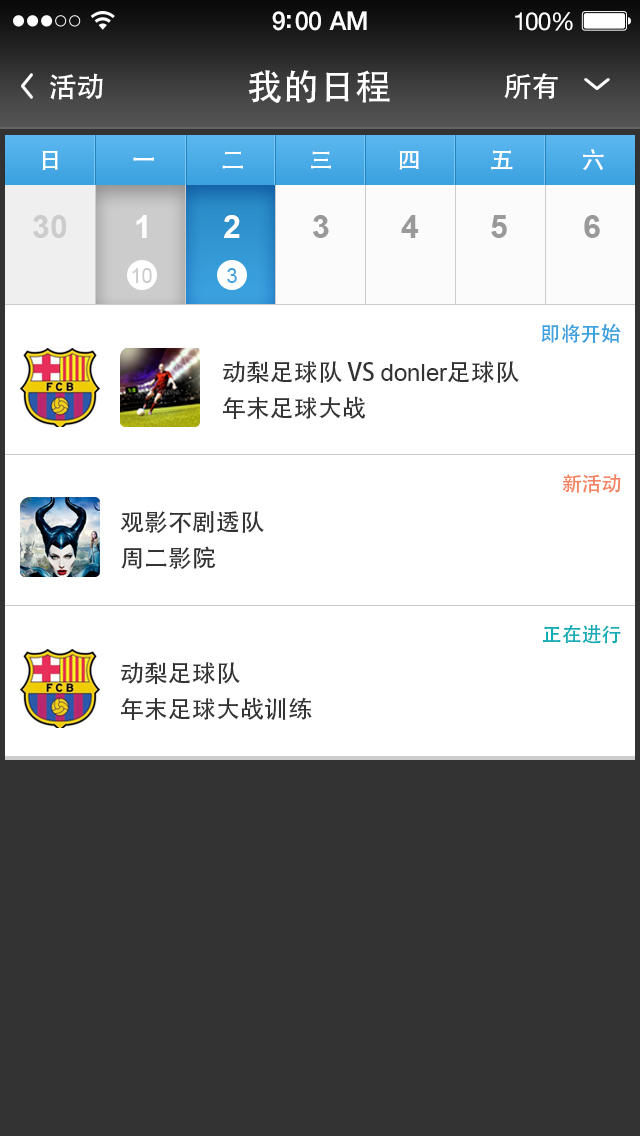 9:00 AM 100%
活动 我的日程 所有
日 一 二 三 四 五 六
30 1 2 3 4 5 6
10 3
即将开始
FCB
动梨足球队 VS donler足球队
年末足球大战
新活动
观影不剧透队
周二影院
正在进行
FCB
动梨足球队
年末足球大战训练